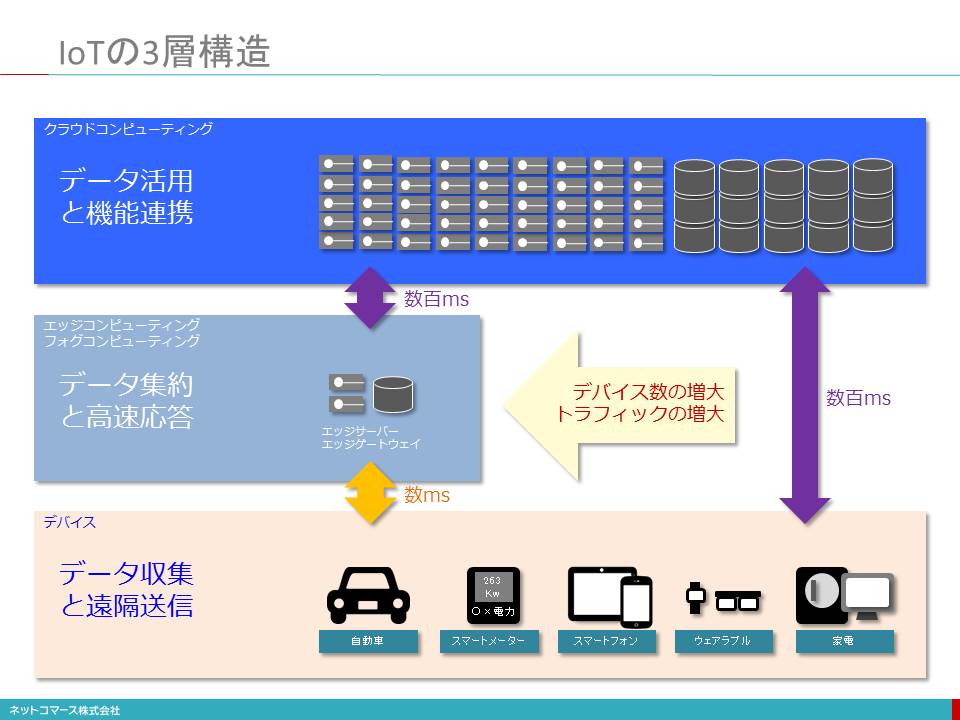 IoTの3層構造
クラウドコンピューティング
データ活用
と機能連携
数百ms
エッジコンピューティング
フォグコンピューティング
データ集約
と高速応答
エッジサーバー
エッジゲートウェイ
デバイス数の増大
トラフィックの増大
数百ms
数ms
デバイス
データ収集
と遠隔送信
263
Kw
○×電力
自動車
スマートメーター
スマートフォン
ウェアラブル
家電
ネットコマース株式会社